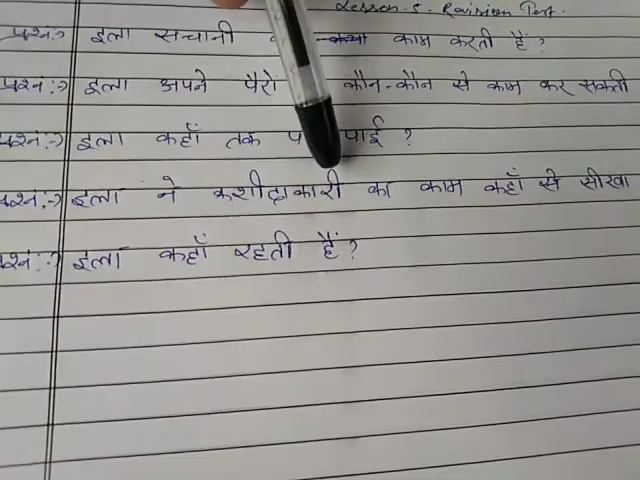 Lesson-5. Revision Test.
प्रश्नः-> इला सचानी काम करती हैं ?
प्रश्नः-> इला अपने पैरों कौन-कौन से काम कर सकती
प्रश्नः-> इला कहाँ तक पाई ?
प्रश्नः-> इला ने कशीदाकारी का काम कहाँ से सीखा
प्रश्नः-> इला कहाँ रहती हैं ?